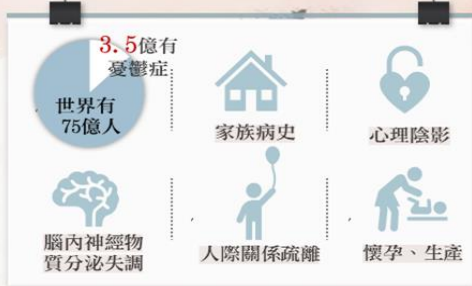 3.5億有
憂鬱症
世界有
75億人
家族病史
心理陰影
腦內神經物
質分泌失調
人際關係疏離
懷孕、生產